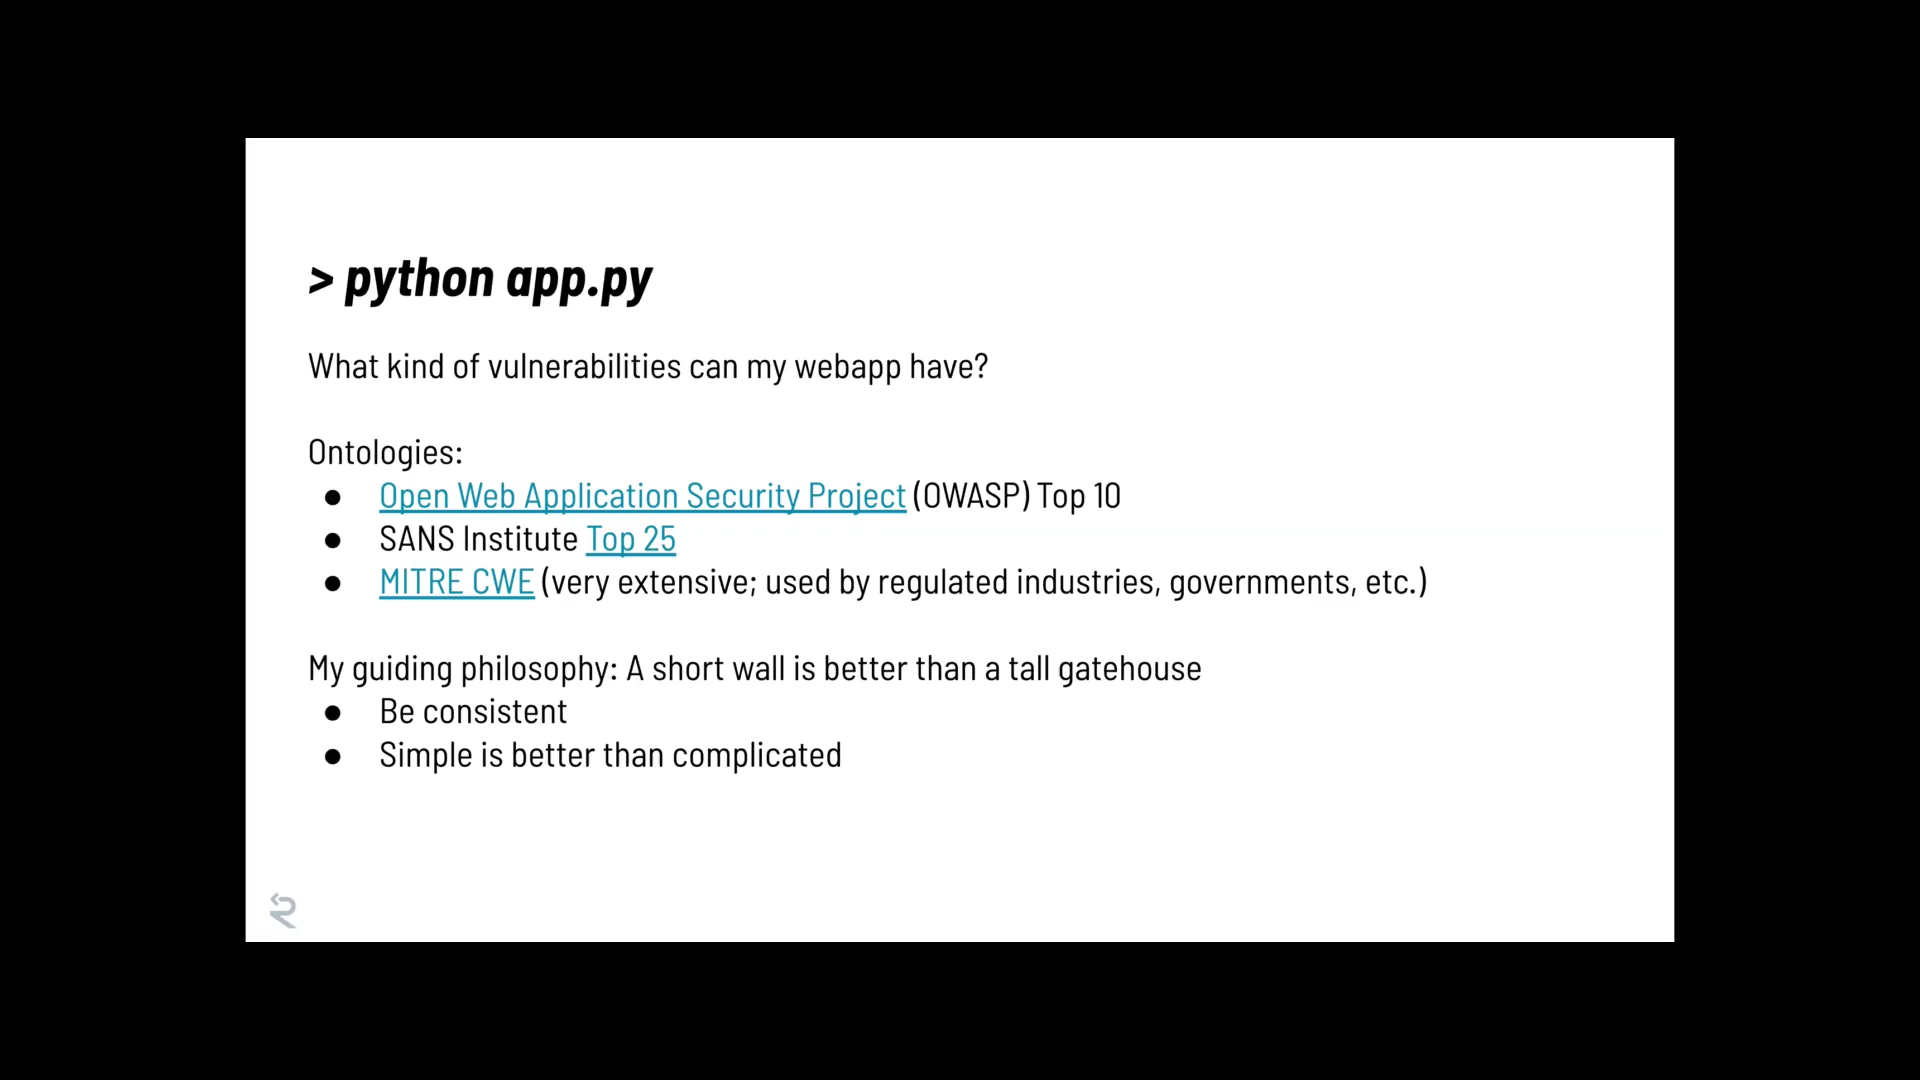 > python app.py
What kind of vulnerabilities can my webapp have?
Ontologies:
● Open Web Application Security Project (OWASP) Top 10
● SANS Institute Top 25
● MITRE CWE (very extensive; used by regulated industries, governments, etc.)
My guiding philosophy: A short wall is better than a tall gatehouse
● Be consistent
● Simple is better than complicated